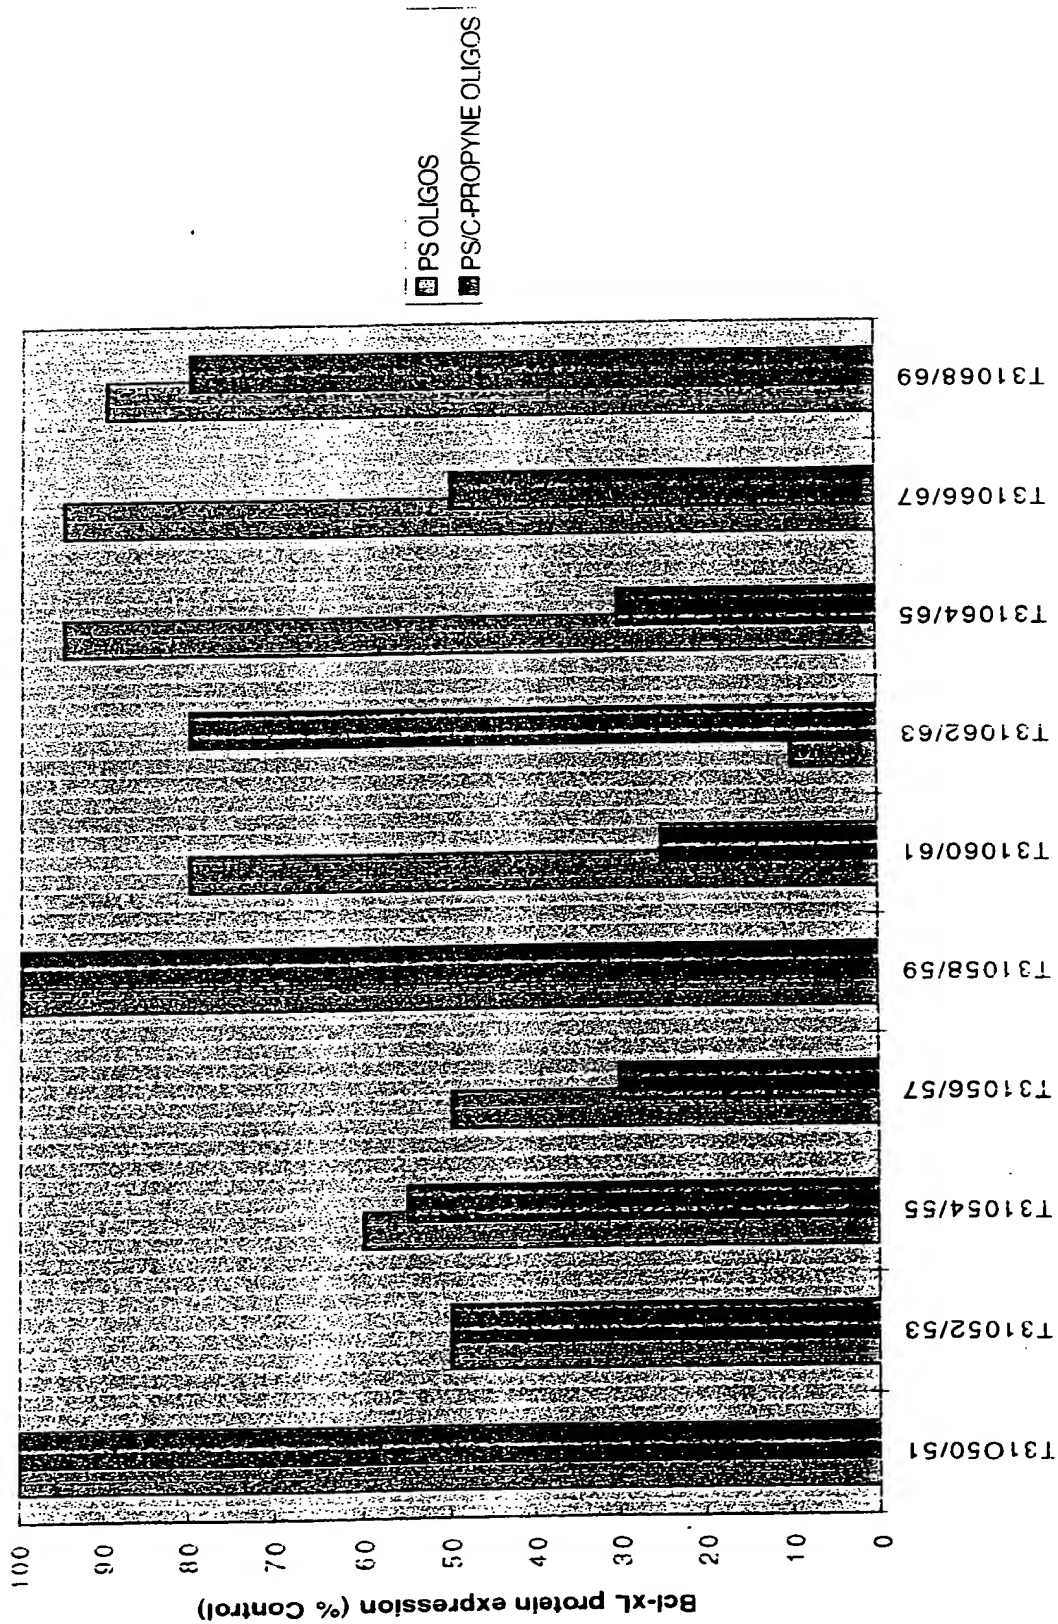 PS OLIGOS
PS/C-PROPYNE OLIGOS
Bcl-xL protein expression (% Control)
100
90
80
70
60
50
40
30
20
10
0
T31O50/51
T31052/53
T31054/55
T31056/57
T31058/59
T31060/61
T31062/63
T31064/65
T31066/67
T31068/69